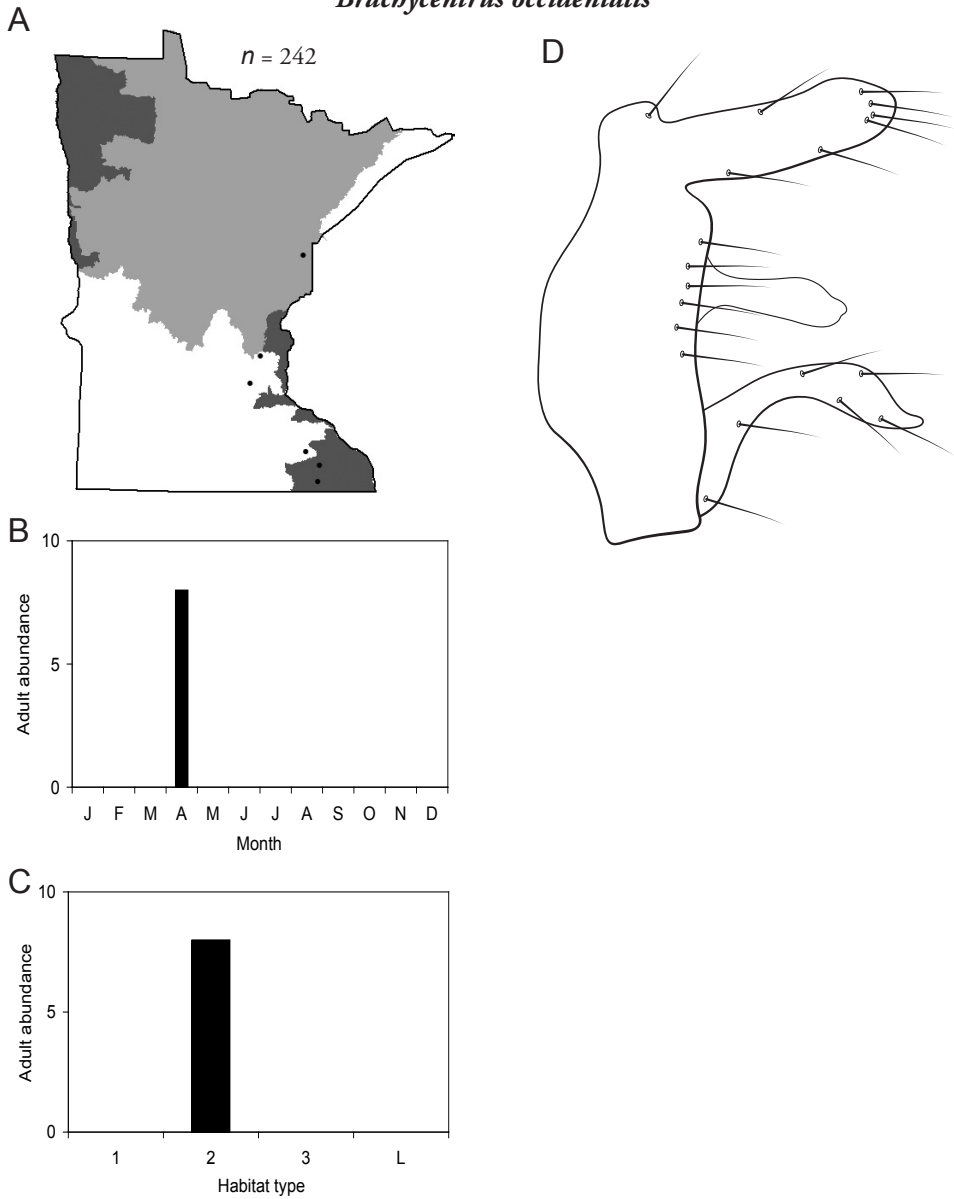 Brachycentrus occidentalis
A
n = 242
D
B
10
5
0
Adult abundance
J F M A M J J A S O N D
Month
C
10
5
0
Adult abundance
1 2 3 L
Habitat type